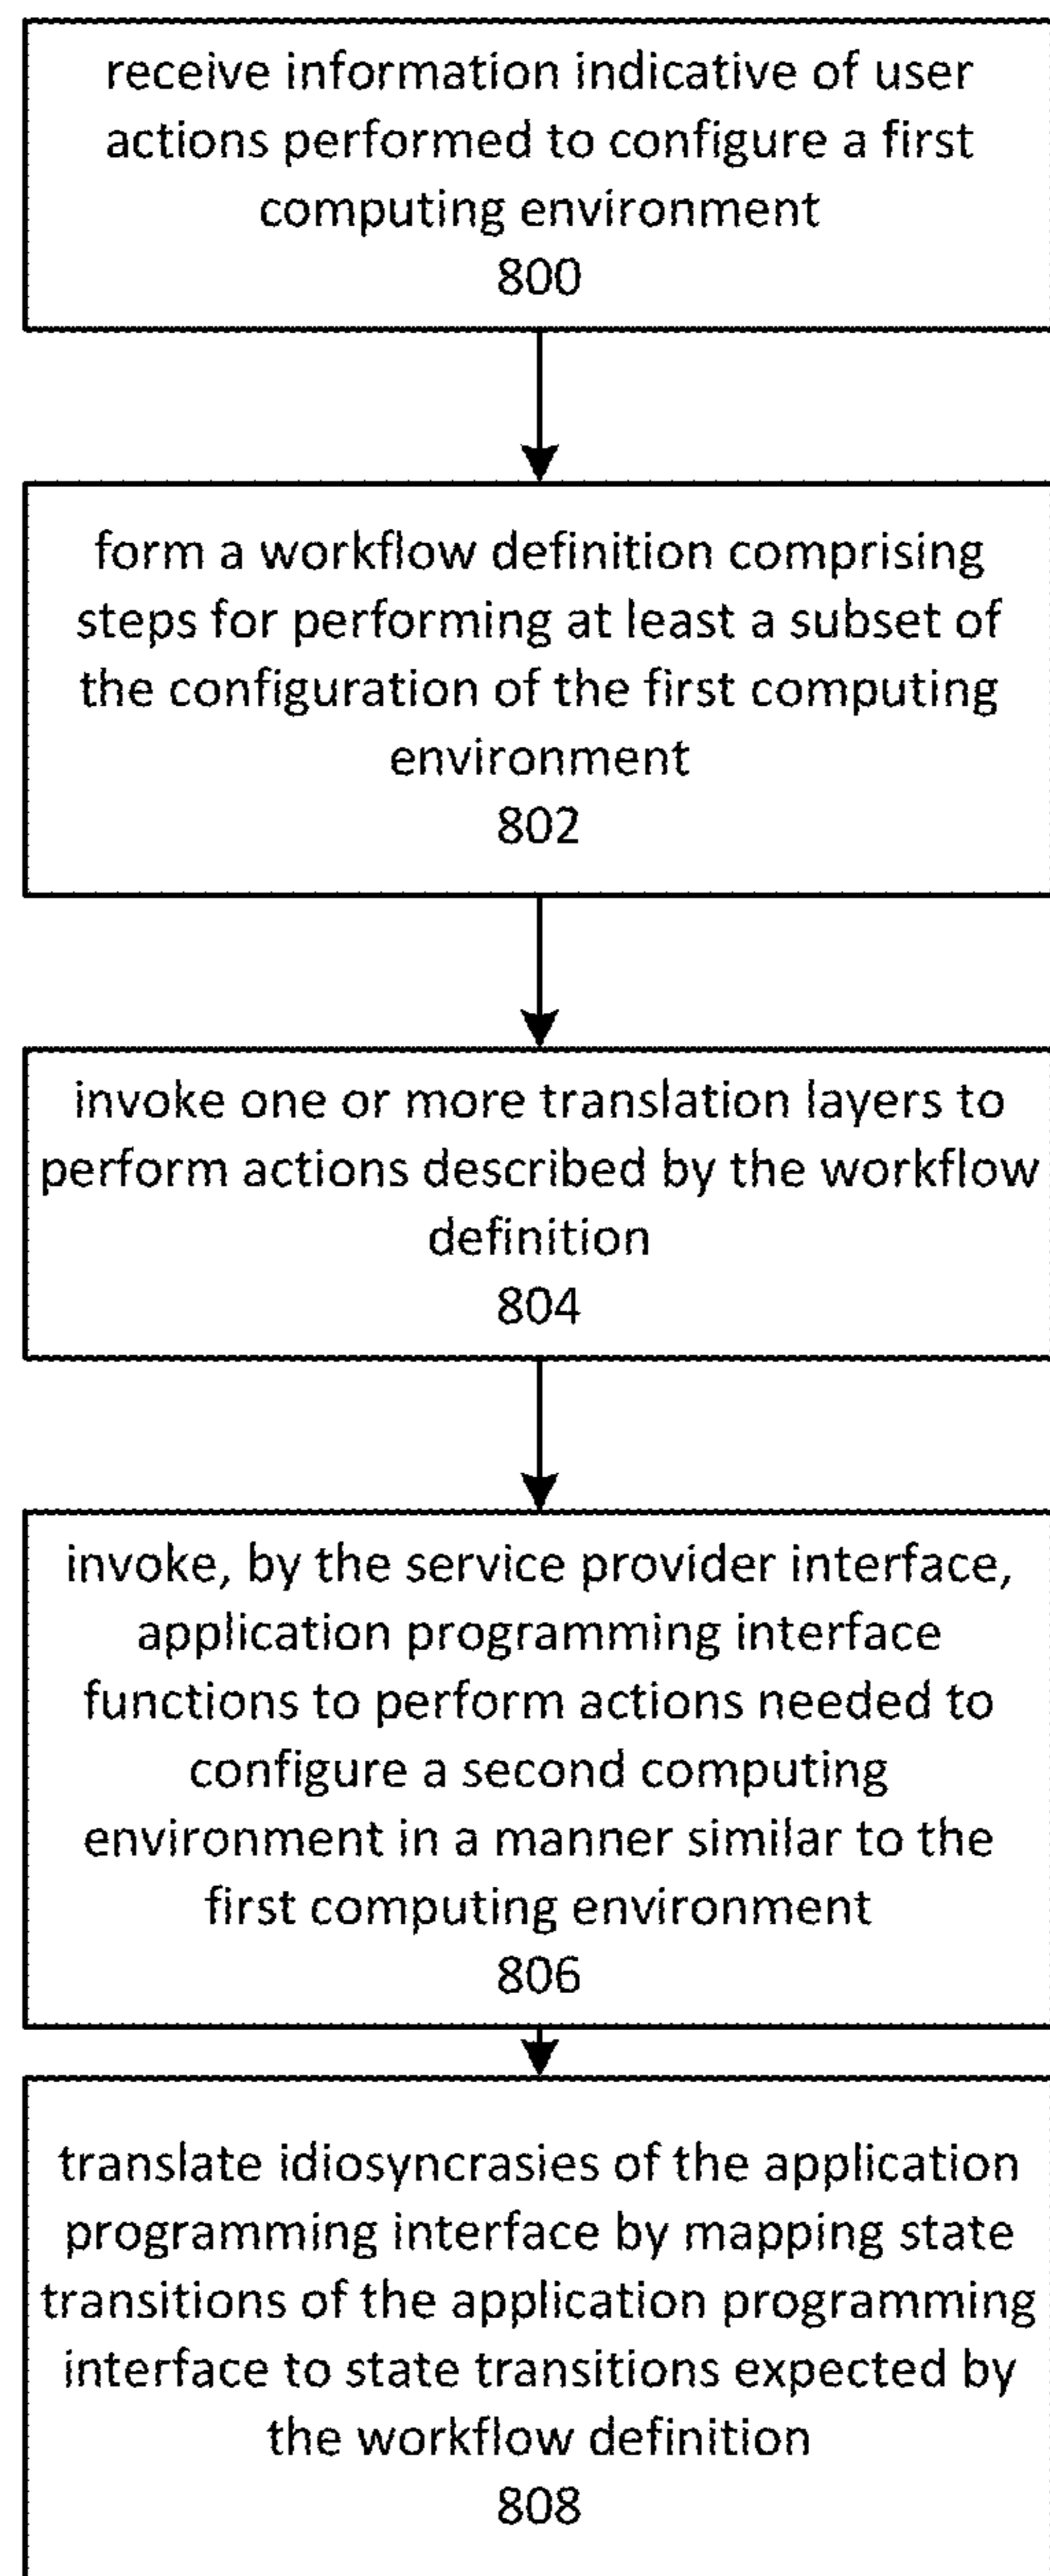 receive information indicative of user
actions performed to configure a first
computing environment
800
form a workflow definition comprising
steps for performing at least a subset of
the configuration of the first computing
environment
802
invoke one or more translation layers to
perform actions described by the workflow
definition
804
invoke, by the service provider interface,
application programming interface
functions to perform actions needed to
configure a second computing
environment in a manner similar to the
first computing environment
806
translate idiosyncrasies of the application
programming interface by mapping state
transitions of the application programming
interface to state transitions expected by
the workflow definition
808